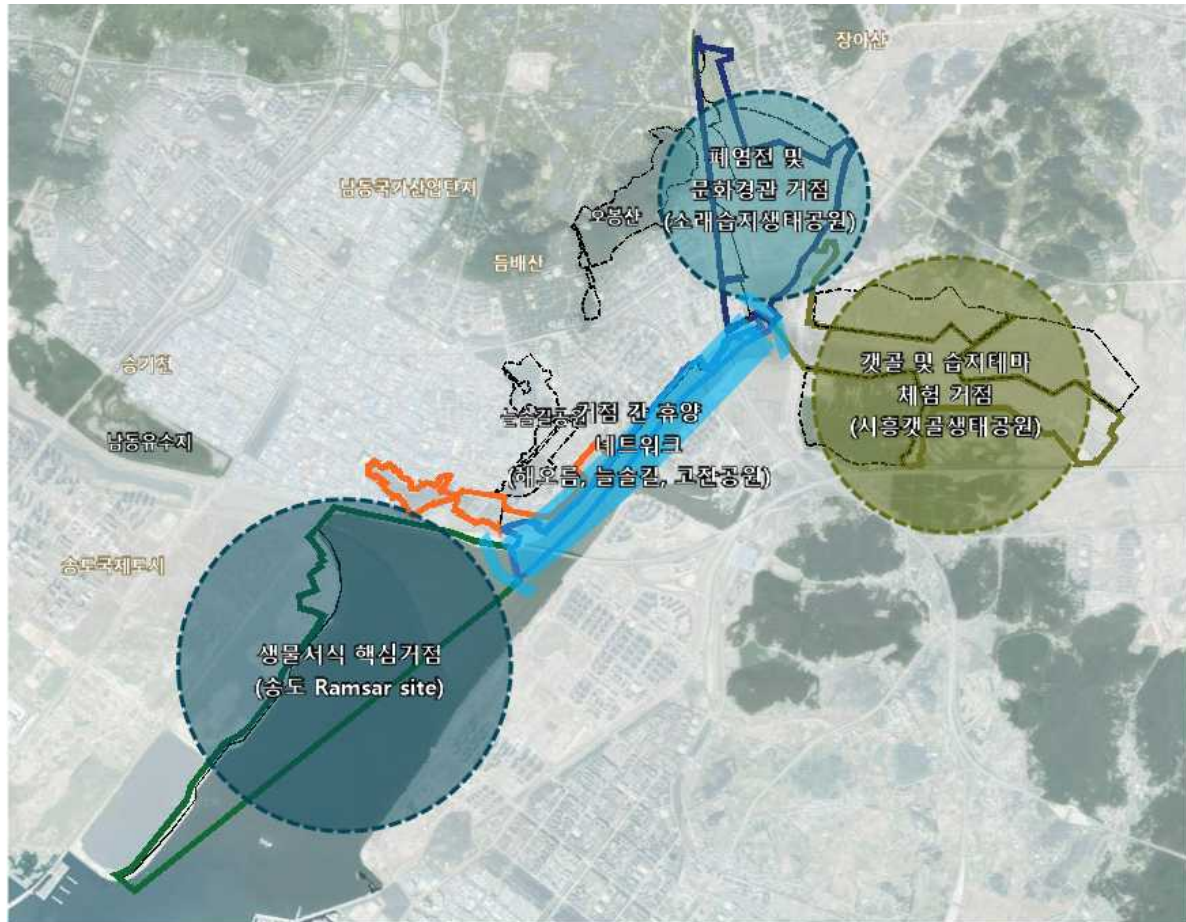 장아산
폐염전 및
문화경관 거점
(소래습지생태공원)
남동국가산업단지
오봉산
듬배산
갯골 및 습지테마
체험 거점
(시흥갯골생태공원)
승기천
남동유수지
늘솔길공원
거점 간 휴양
네트워크
(해오름, 늘솔길, 고잔공원)
송도국제도시
생물서식 핵심거점
(송도 Ramsar site)